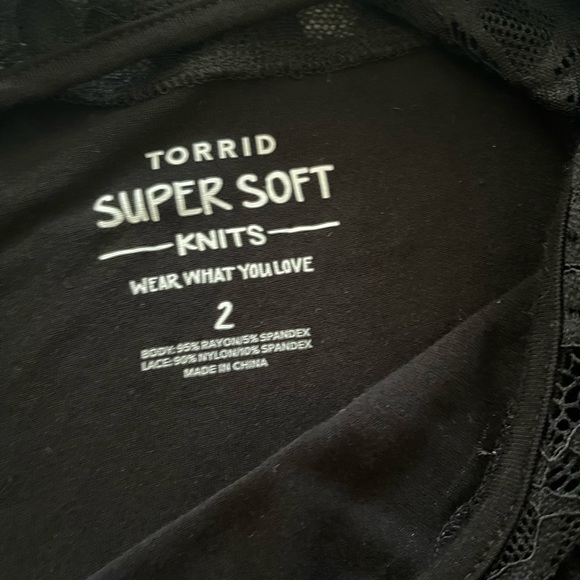 TORRID
SUPER SOFT
KNITS
WEAR WHAT YOU LOVE
2
BODY: 95% RAYON/5% SPANDEX
LACE: 90% NYLON/10% SPANDEX
MADE IN CHINA